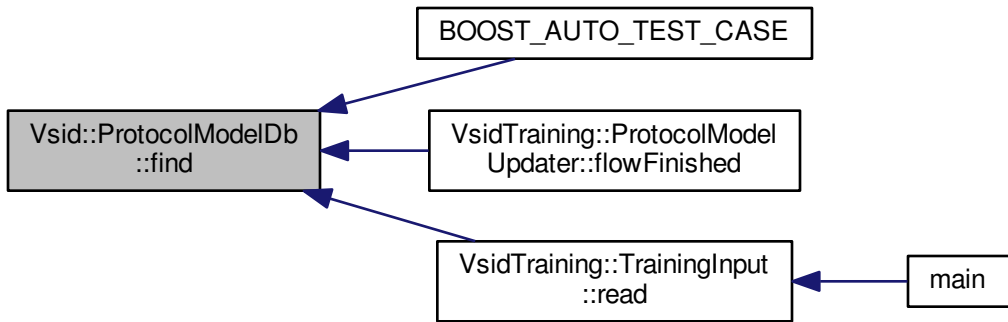 BOOST_AUTO_TEST_CASE
Vsid::ProtocolModelDb
::find
VsidTraining::ProtocolModel
Updater::flowFinished
VsidTraining::TrainingInput
::read
main